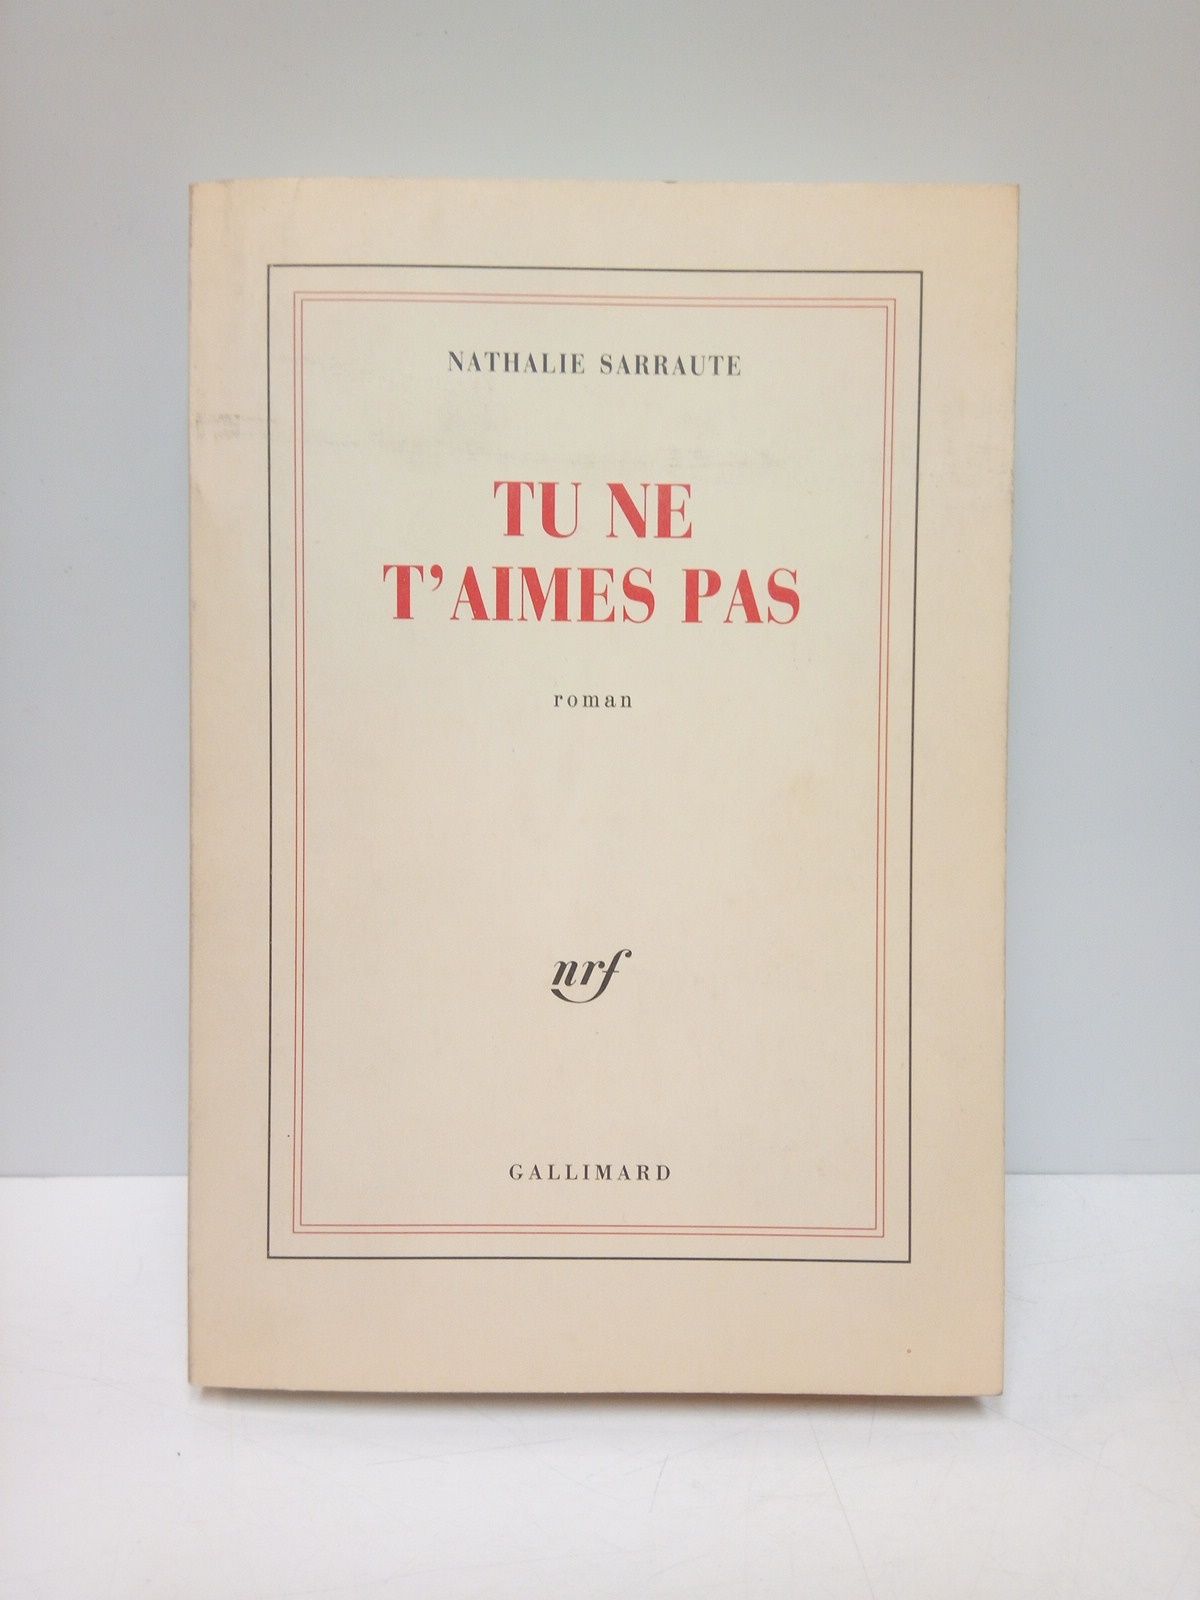 NATHALIE SARRAUTE
TU NE
T’AIMES PAS
roman
nrf
GALLIMARD